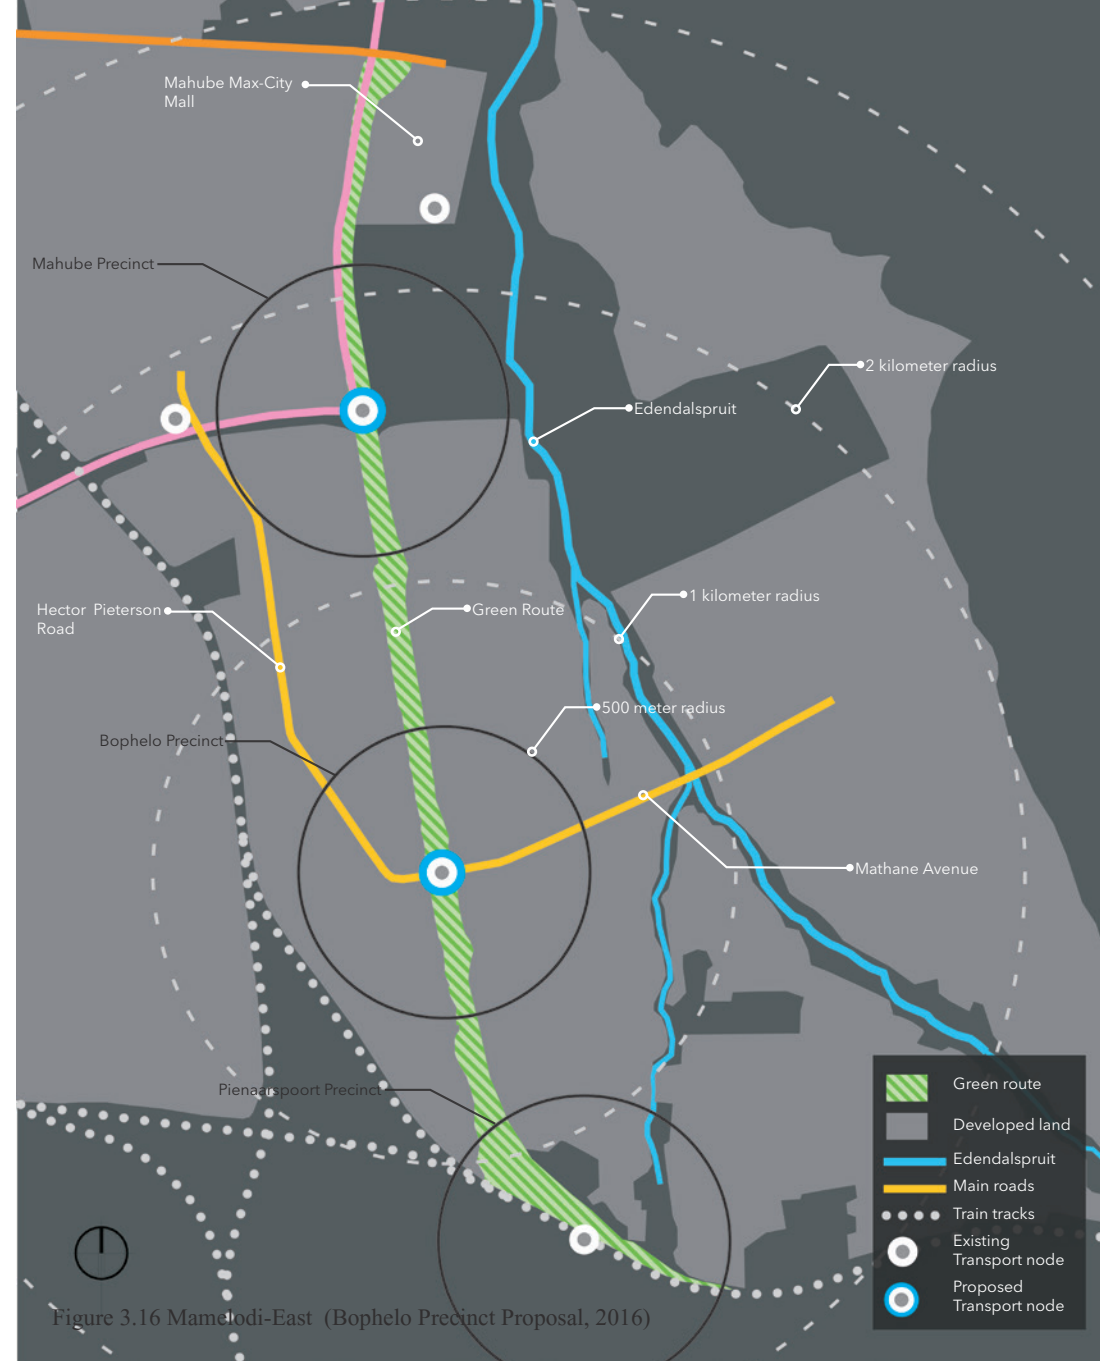 Mahube Max-City
Mall
Mahube Precinct
2 kilometer radius
Edendalspruit
1 kilometer radius
Hector Pieterson
Road
Green Route
500 meter radius
Bophelo Precinct
Mathane Avenue
Pienaarspoort Precinct
Green route
Developed land
Edendalspruit
Main roads
Train tracks
Existing
Transport node
Proposed
Transport node
Figure 3.16 Mamelodi-East (Bophelo Precinct Proposal, 2016)